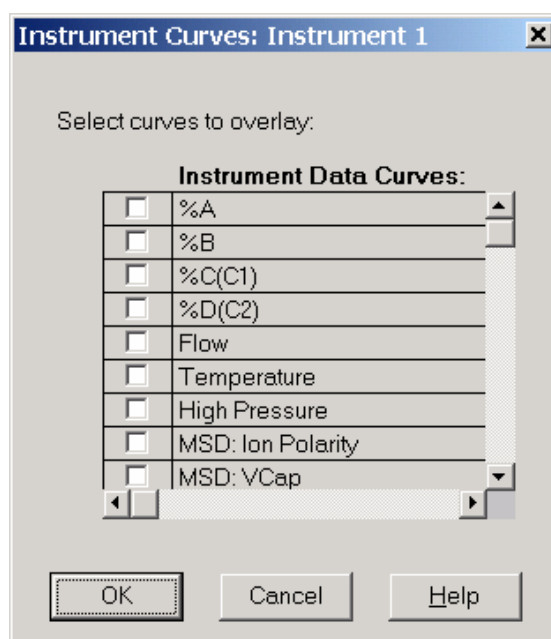 Instrument Curves: Instrument 1
Select curves to overlay:
Instrument Data Curves:
%A
%B
%C(C1)
%D(C2)
Flow
Temperature
High Pressure
MSD: Ion Polarity
MSD: VCap
OK Cancel Help